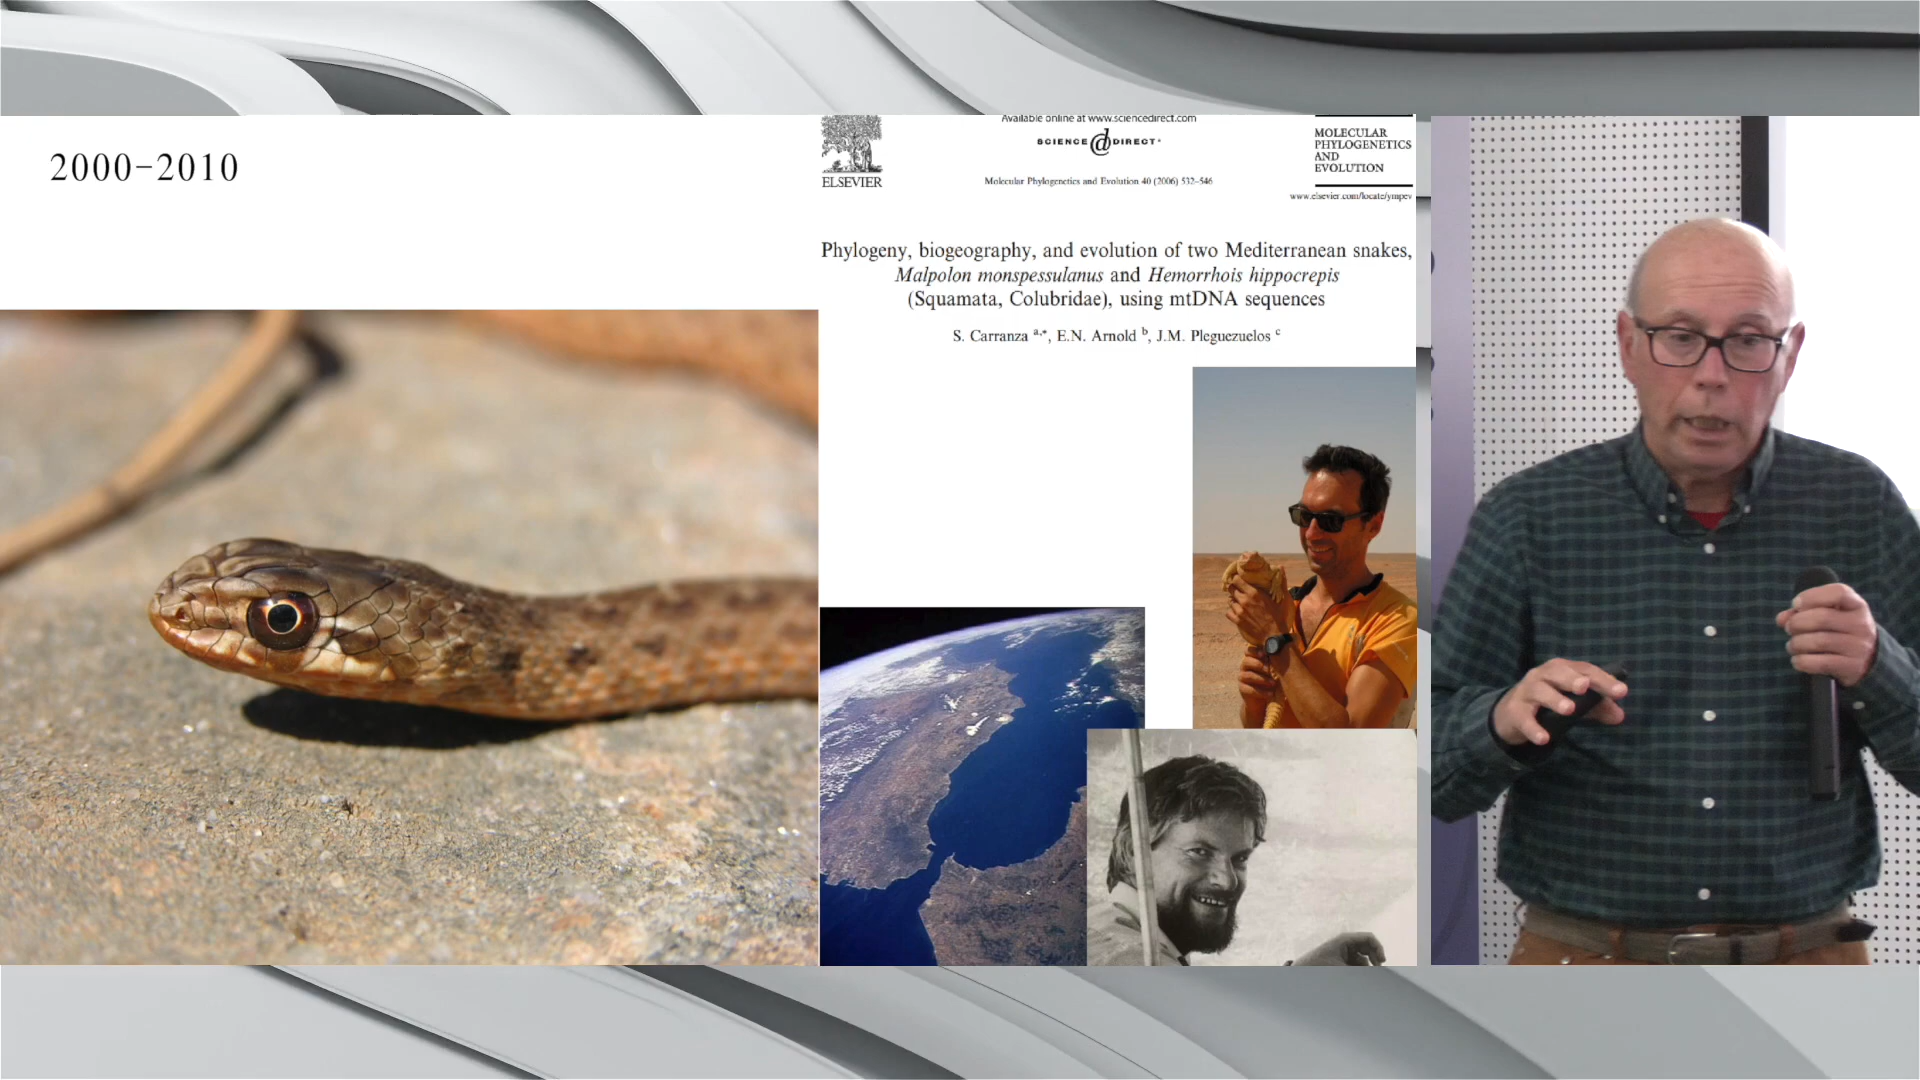 2000-2010
ELSEVIER
Available online at www.sciencedirect.com
SCIENCE d DIRECT®
Molecular Phylogenetics and Evolution 40 (2006) 532–546
MOLECULAR
PHYLOGENETICS
AND
EVOLUTION
www.elsevier.com/locate/ympev
Phylogeny, biogeography, and evolution of two Mediterranean snakes,
Malpolon monspessulanus and Hemorrhois hippocrepis
(Squamata, Colubridae), using mtDNA sequences
S. Carranza a,*, E.N. Arnold b, J.M. Pleguezuelos c